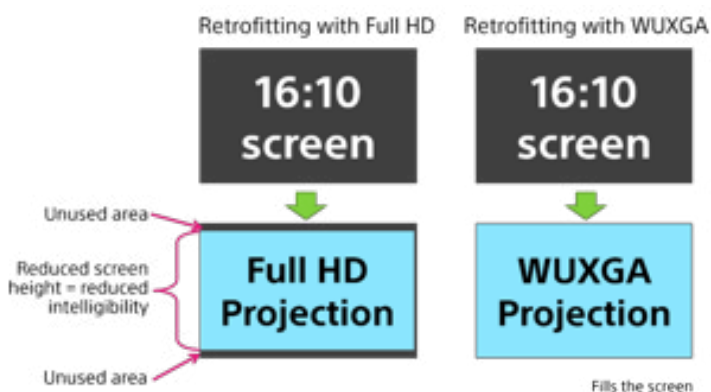 Retrofitting with Full HD
Retrofitting with WUXGA
16:10
screen
16:10
screen
Unused area
Reduced screen
height = reduced
intelligibility
Unused area
Full HD
Projection
WUXGA
Projection
Fills the screen